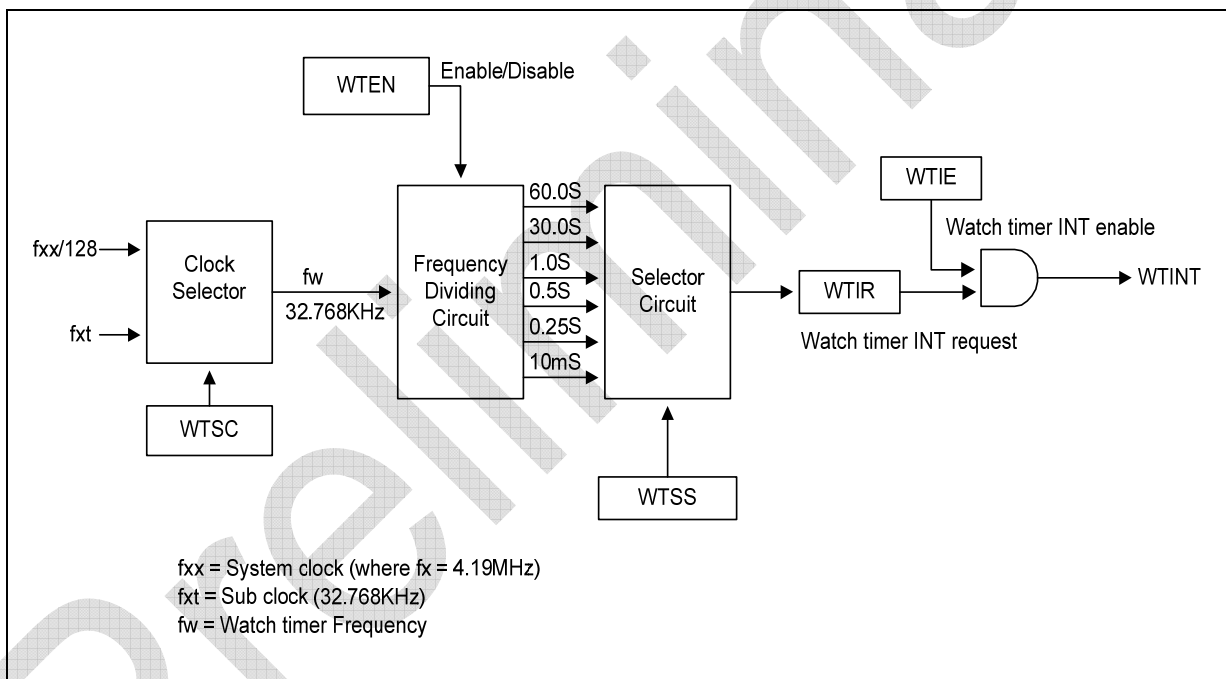 WTEN
Enable/Disable
60.0S
WTIE
30.0S
Watch timer INT enable
fxx/128
Clock
Selector
fw
32.768KHz
Frequency
Dividing
Circuit
1.0S
0.5S
0.25S
10mS
Selector
Circuit
WTIR
WTINT
fxt
Watch timer INT request
WTSC
WTSS
fxx = System clock (where fx = 4.19MHz)
fxt = Sub clock (32.768KHz)
fw = Watch timer Frequency